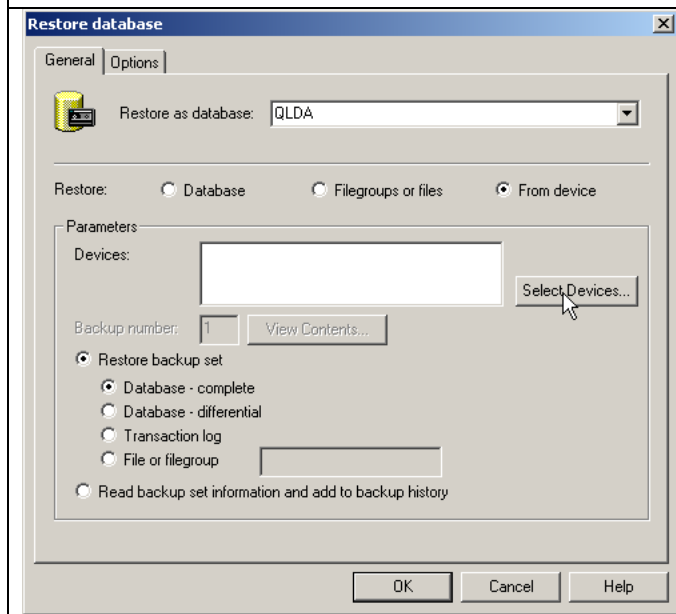 Restore database
General Options
Restore as database: QLDA
Restore: Database Filegroups or files From device
Parameters
Devices:
Select Devices...
Backup number: 1 View Contents...
Restore backup set
Database - complete
Database - differential
Transaction log
File or filegroup
Read backup set information and add to backup history
OK Cancel Help